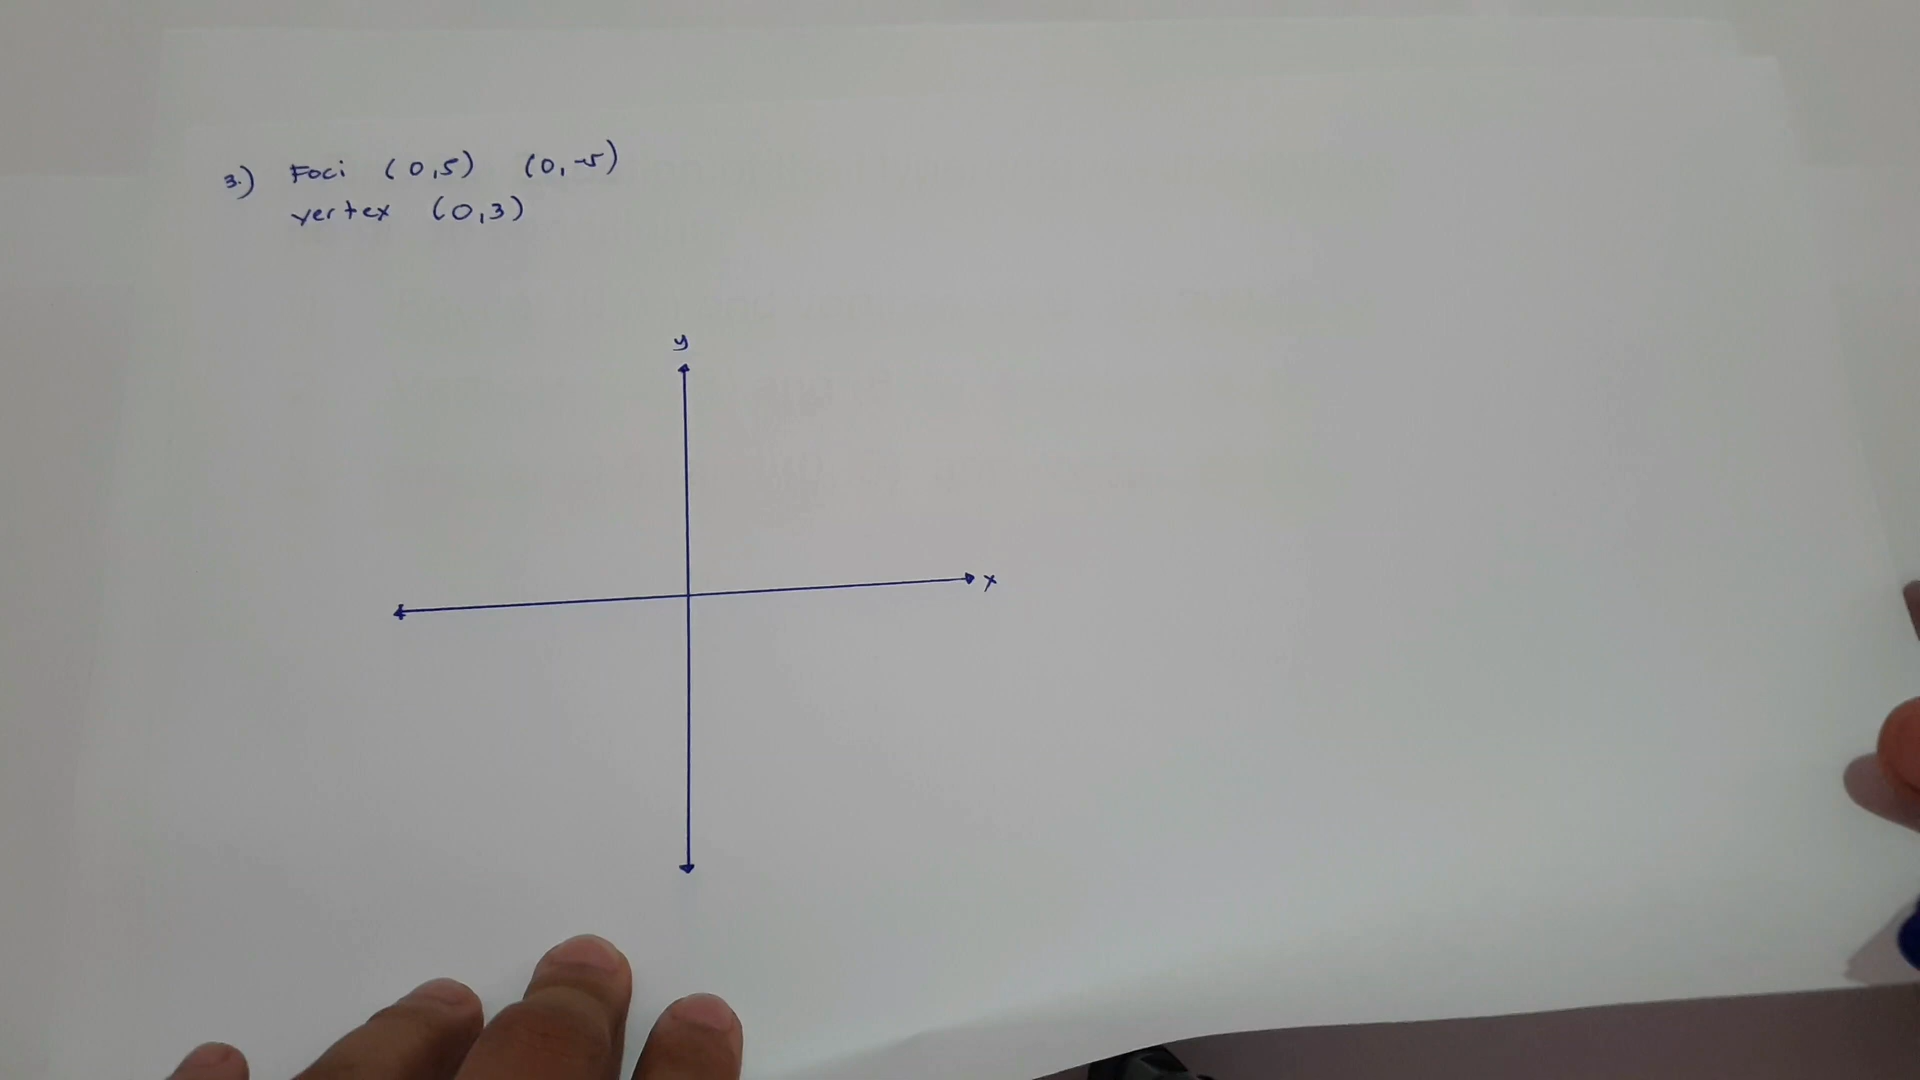 3.) Foci (0,5) (0,-5)
vertex (0,3)
y
x